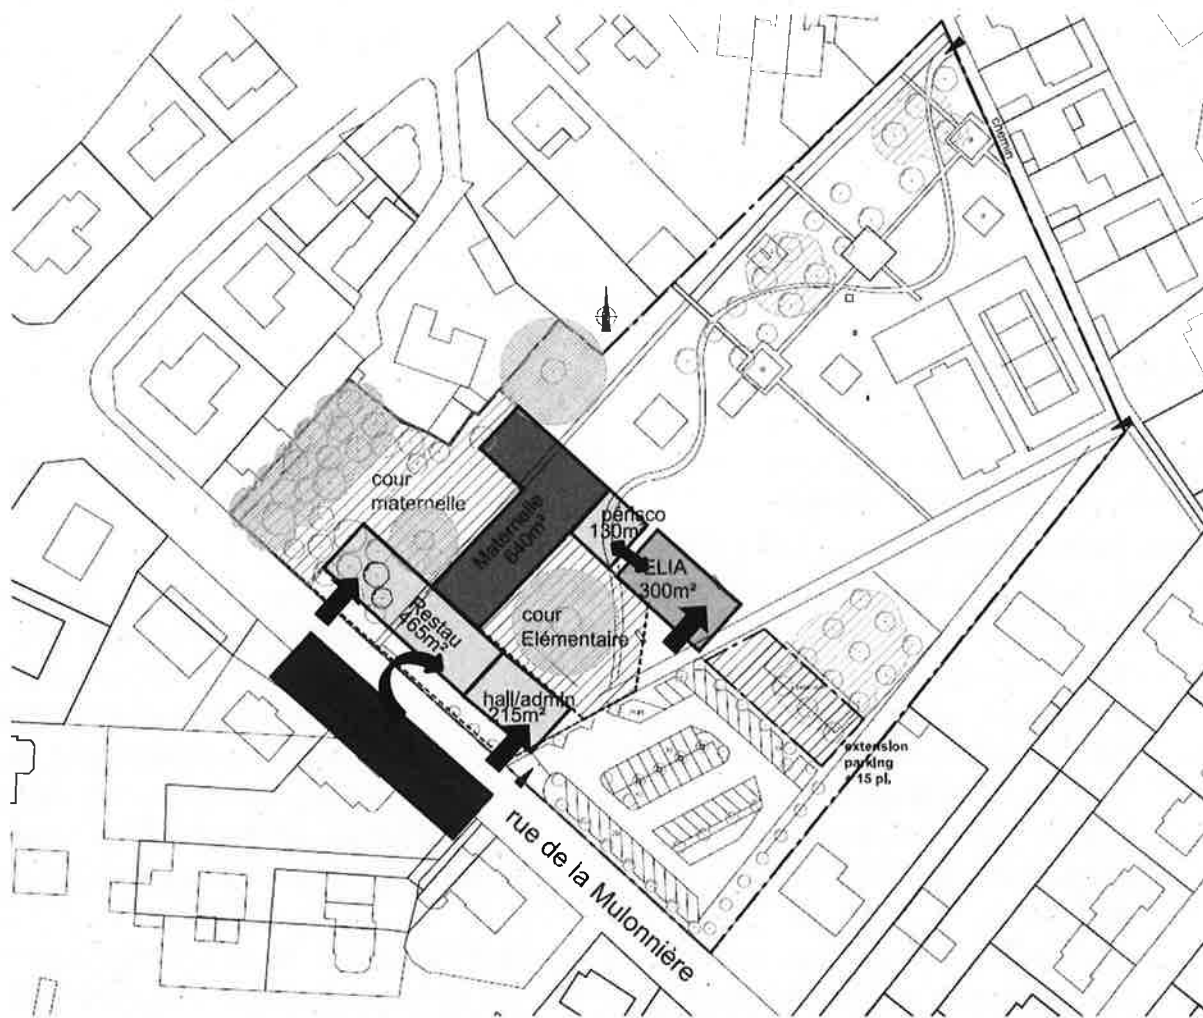 chemin
cour
maternelle
Maternelle
640m²
périsco
130m²
ELIA
300m²
cour
Elémentaire
Restau
465m²
hall/admin
215m²
extension
parking
+ 15 pl.
rue de la Mulonnière